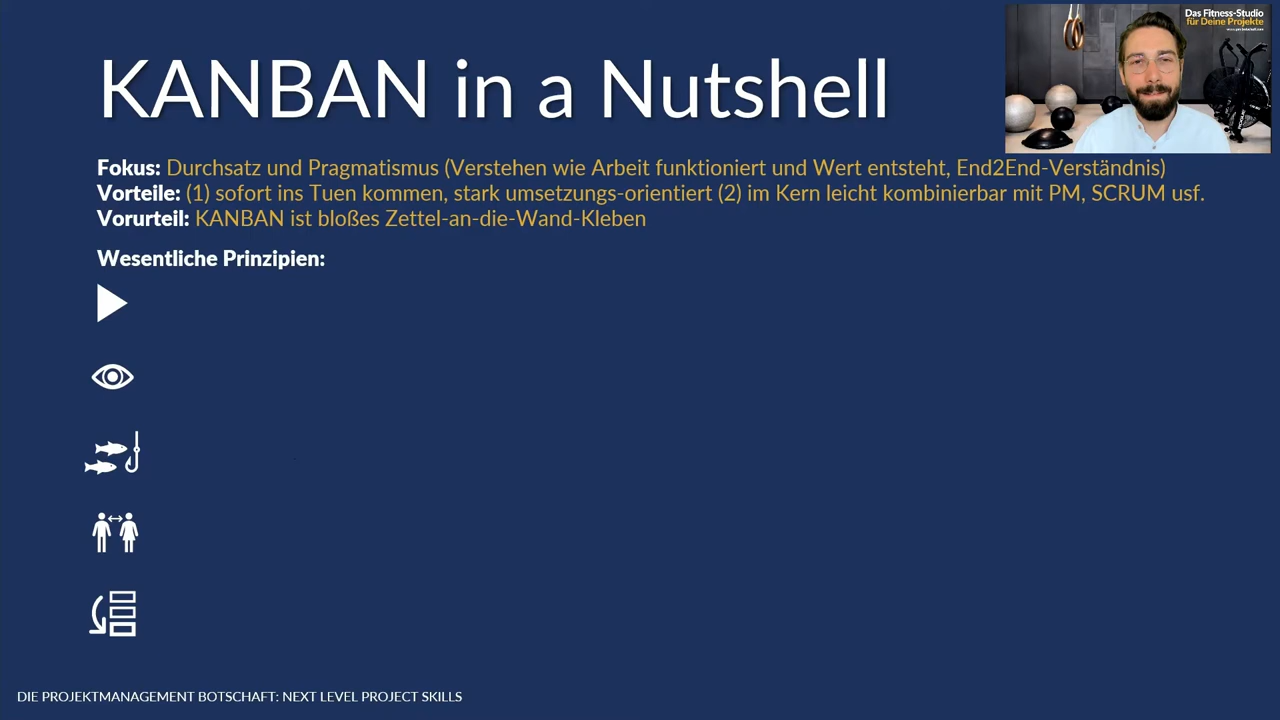 Das Fitness-Studio
für Deine Projekte
KANBAN in a Nutshell
Fokus: Durchsatz und Pragmatismus (Verstehen wie Arbeit funktioniert und Wert entsteht, End2End-Verständnis)
Vorteile: (1) sofort ins Tuen kommen, stark umsetzungs-orientiert (2) im Kern leicht kombinierbar mit PM, SCRUM usf.
Vorurteil: KANBAN ist bloßes Zettel-an-die-Wand-Kleben
Wesentliche Prinzipien:
DIE PROJEKTMANAGEMENT BOTSCHAFT: NEXT LEVEL PROJECT SKILLS